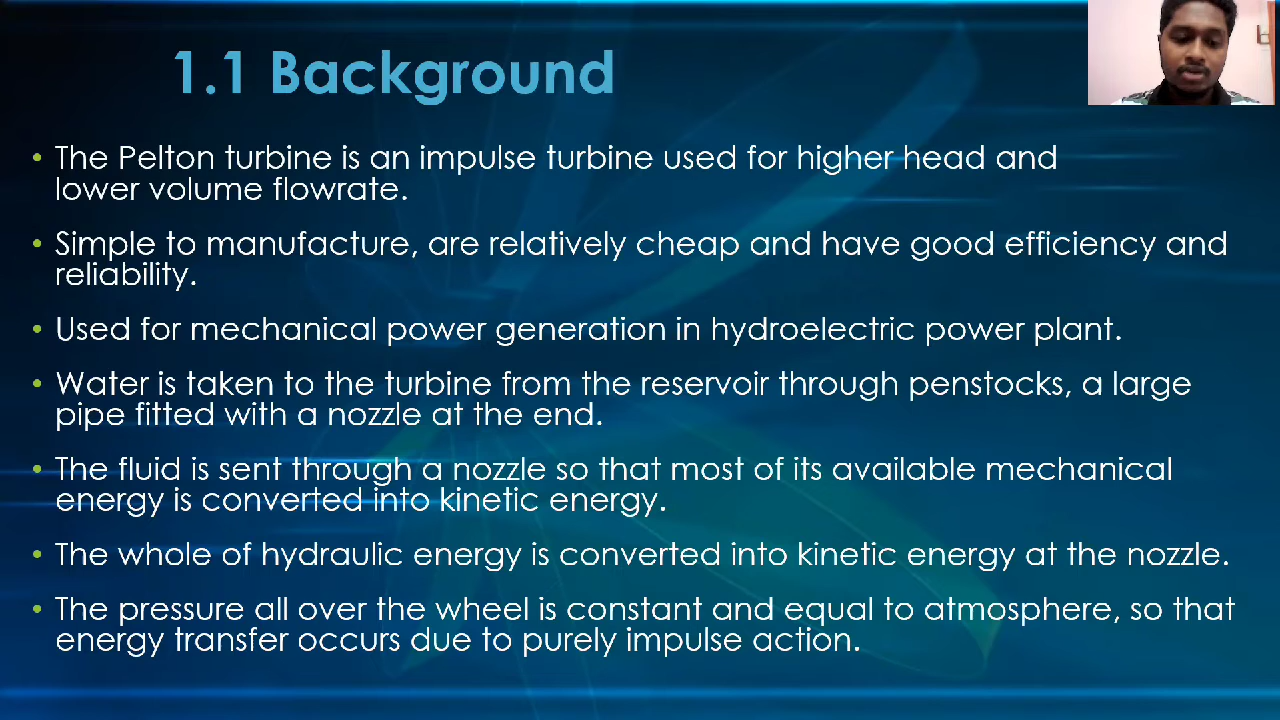 1.1 Background
• The Pelton turbine is an impulse turbine used for higher head and
lower volume flowrate.
• Simple to manufacture, are relatively cheap and have good efficiency and
reliability.
• Used for mechanical power generation in hydroelectric power plant.
• Water is taken to the turbine from the reservoir through penstocks, a large
pipe fitted with a nozzle at the end.
• The fluid is sent through a nozzle so that most of its available mechanical
energy is converted into kinetic energy.
• The whole of hydraulic energy is converted into kinetic energy at the nozzle.
• The pressure all over the wheel is constant and equal to atmosphere, so that
energy transfer occurs due to purely impulse action.